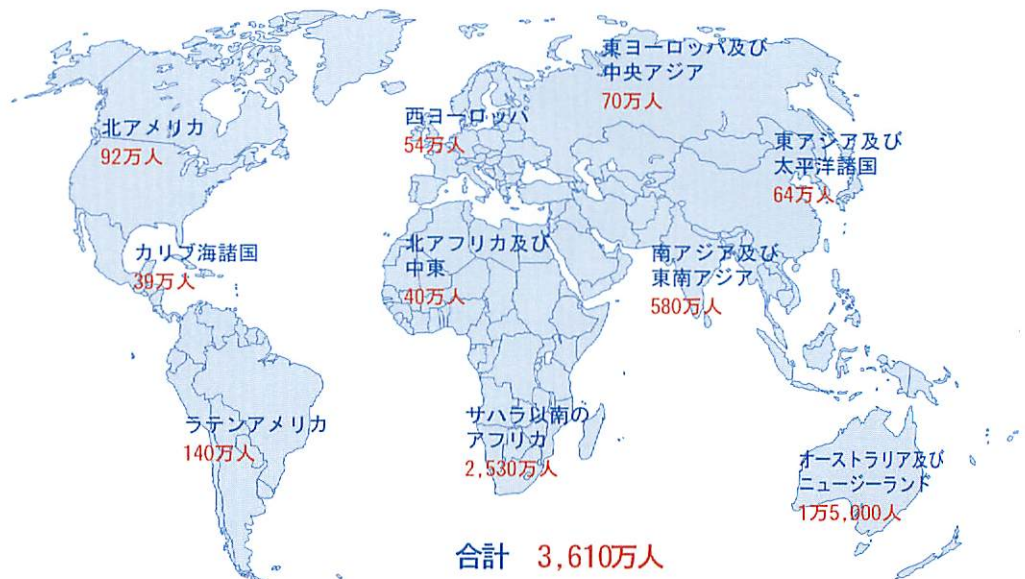 東ヨーロッパ及び
中央アジア
70万人
西ヨーロッパ
54万人
北アメリカ
92万人
東アジア及び
太平洋諸国
64万人
カリブ海諸国
39万人
北アフリカ及び
中東
40万人
南アジア及び
東南アジア
580万人
ラテンアメリカ
140万人
サハラ以南の
アフリカ
2,530万人
オーストラリア及び
ニュージーランド
1万5,000人
合計 3,610万人